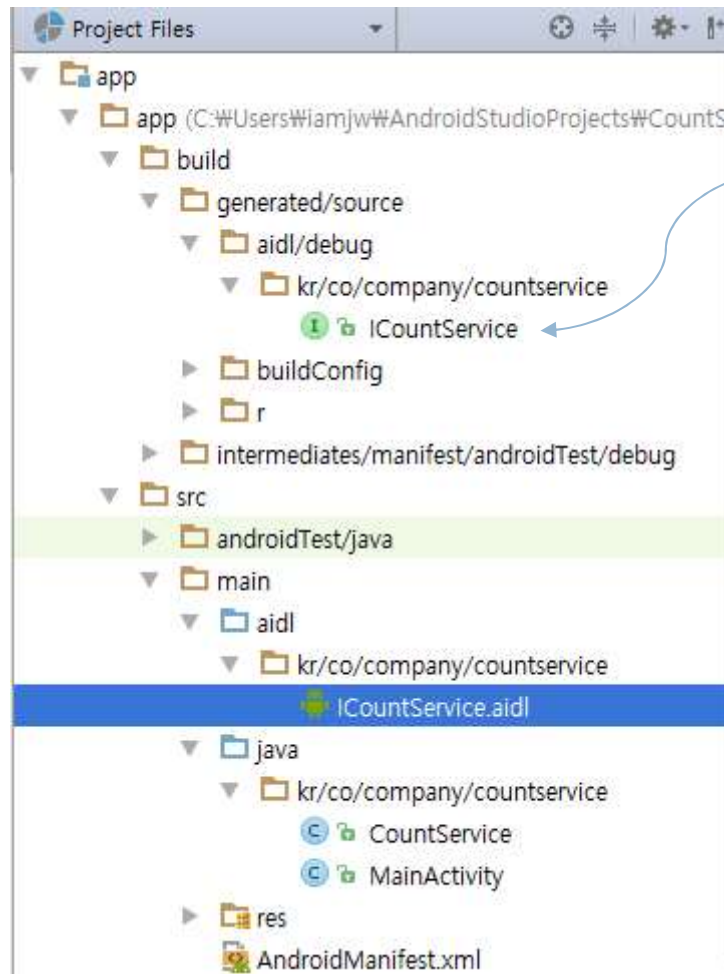 Project Files
app
app (C:₩Users₩iamjw₩AndroidStudioProjects₩CountS
build
generated/source
aidl/debug
kr/co/company/countservice
I ICountService
buildConfig
r
intermediates/manifest/androidTest/debug
src
androidTest/java
main
aidl
kr/co/company/countservice
ICountService.aidl
java
kr/co/company/countservice
C CountService
C MainActivity
res
AndroidManifest.xml